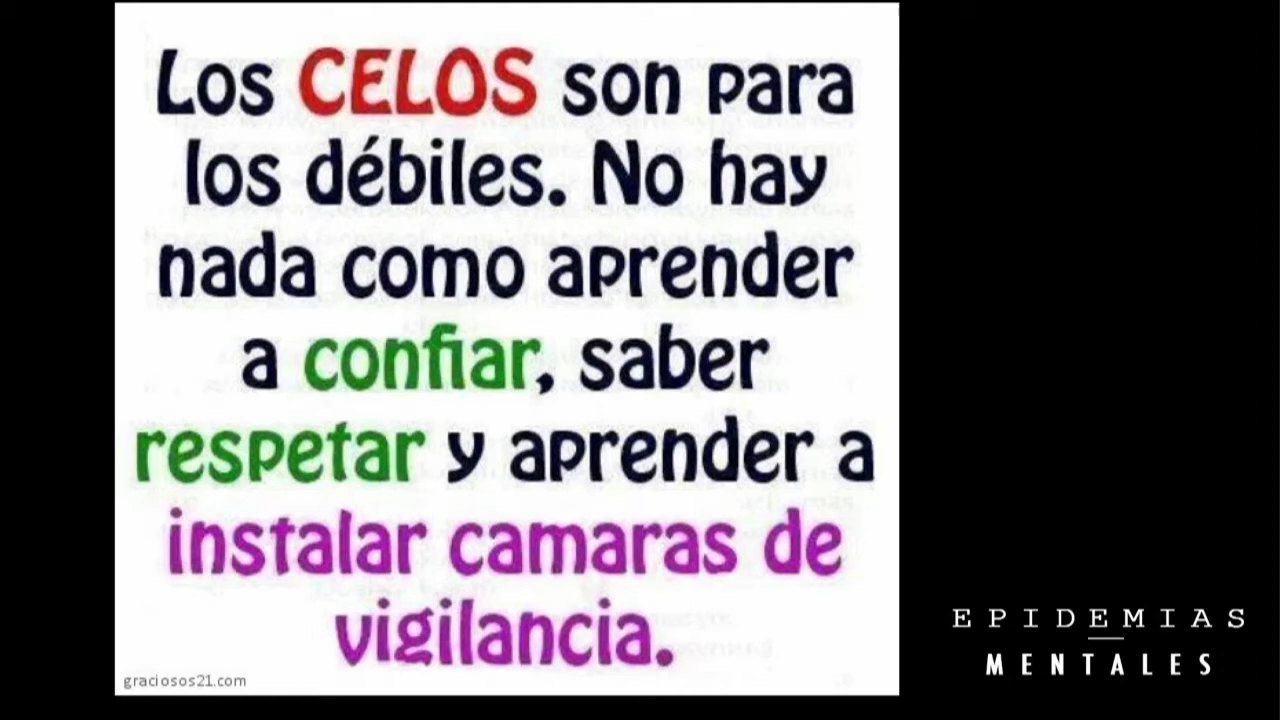 Los CELOS son para
los débiles. No hay
nada como aprender
a confiar, saber
respetar y aprender a
instalar camaras de
vigilancia.
graciosos21.com
EPIDEMIAS
MENTALES